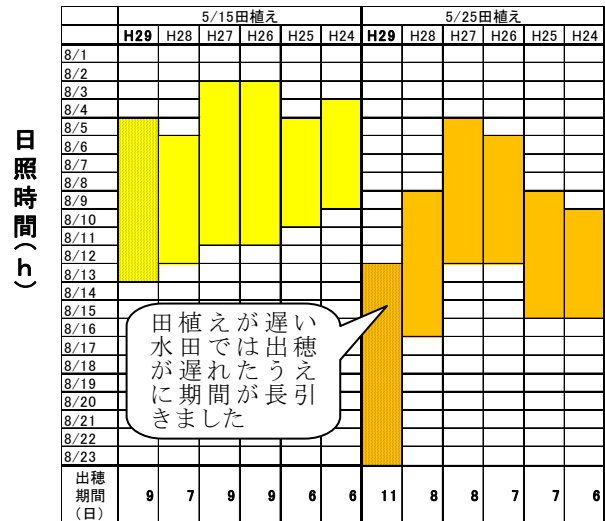 5/15田植え 5/25田植え
H29 H28 H27 H26 H25 H24 H29 H28 H27 H26 H25 H24
日照時間(h)
8/1
8/2
8/3
8/4
8/5
8/6
8/7
8/8
8/9
8/10
8/11
8/12
8/13
8/14
8/15
8/16
8/17
8/18
8/19
8/20
8/21
8/22
8/23
田植えが遅い
水田では出穂
が遅れたうえ
に期間が長引
きました
出穂
期間
(日)
9 7 9 9 6 6 11 8 8 7 7 6